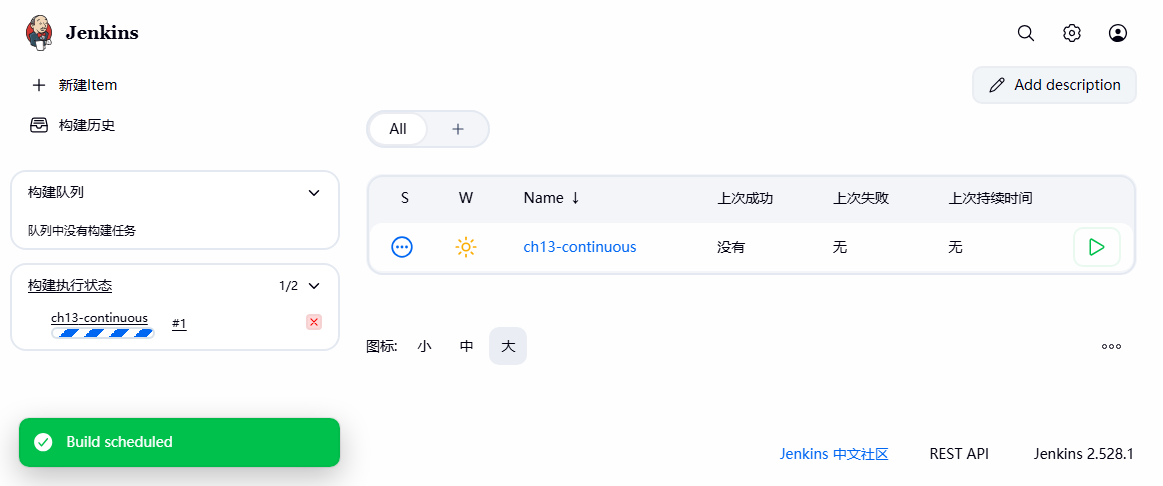 Jenkins
新建Item
Add description
构建历史
All
构建队列
队列中没有构建任务
S W Name ↓ 上次成功 上次失败 上次持续时间
ch13-continuous 没有 无 无
构建执行状态 1/2
ch13-continuous #1
图标: 小 中 大
Build scheduled
Jenkins 中文社区 REST API Jenkins 2.528.1